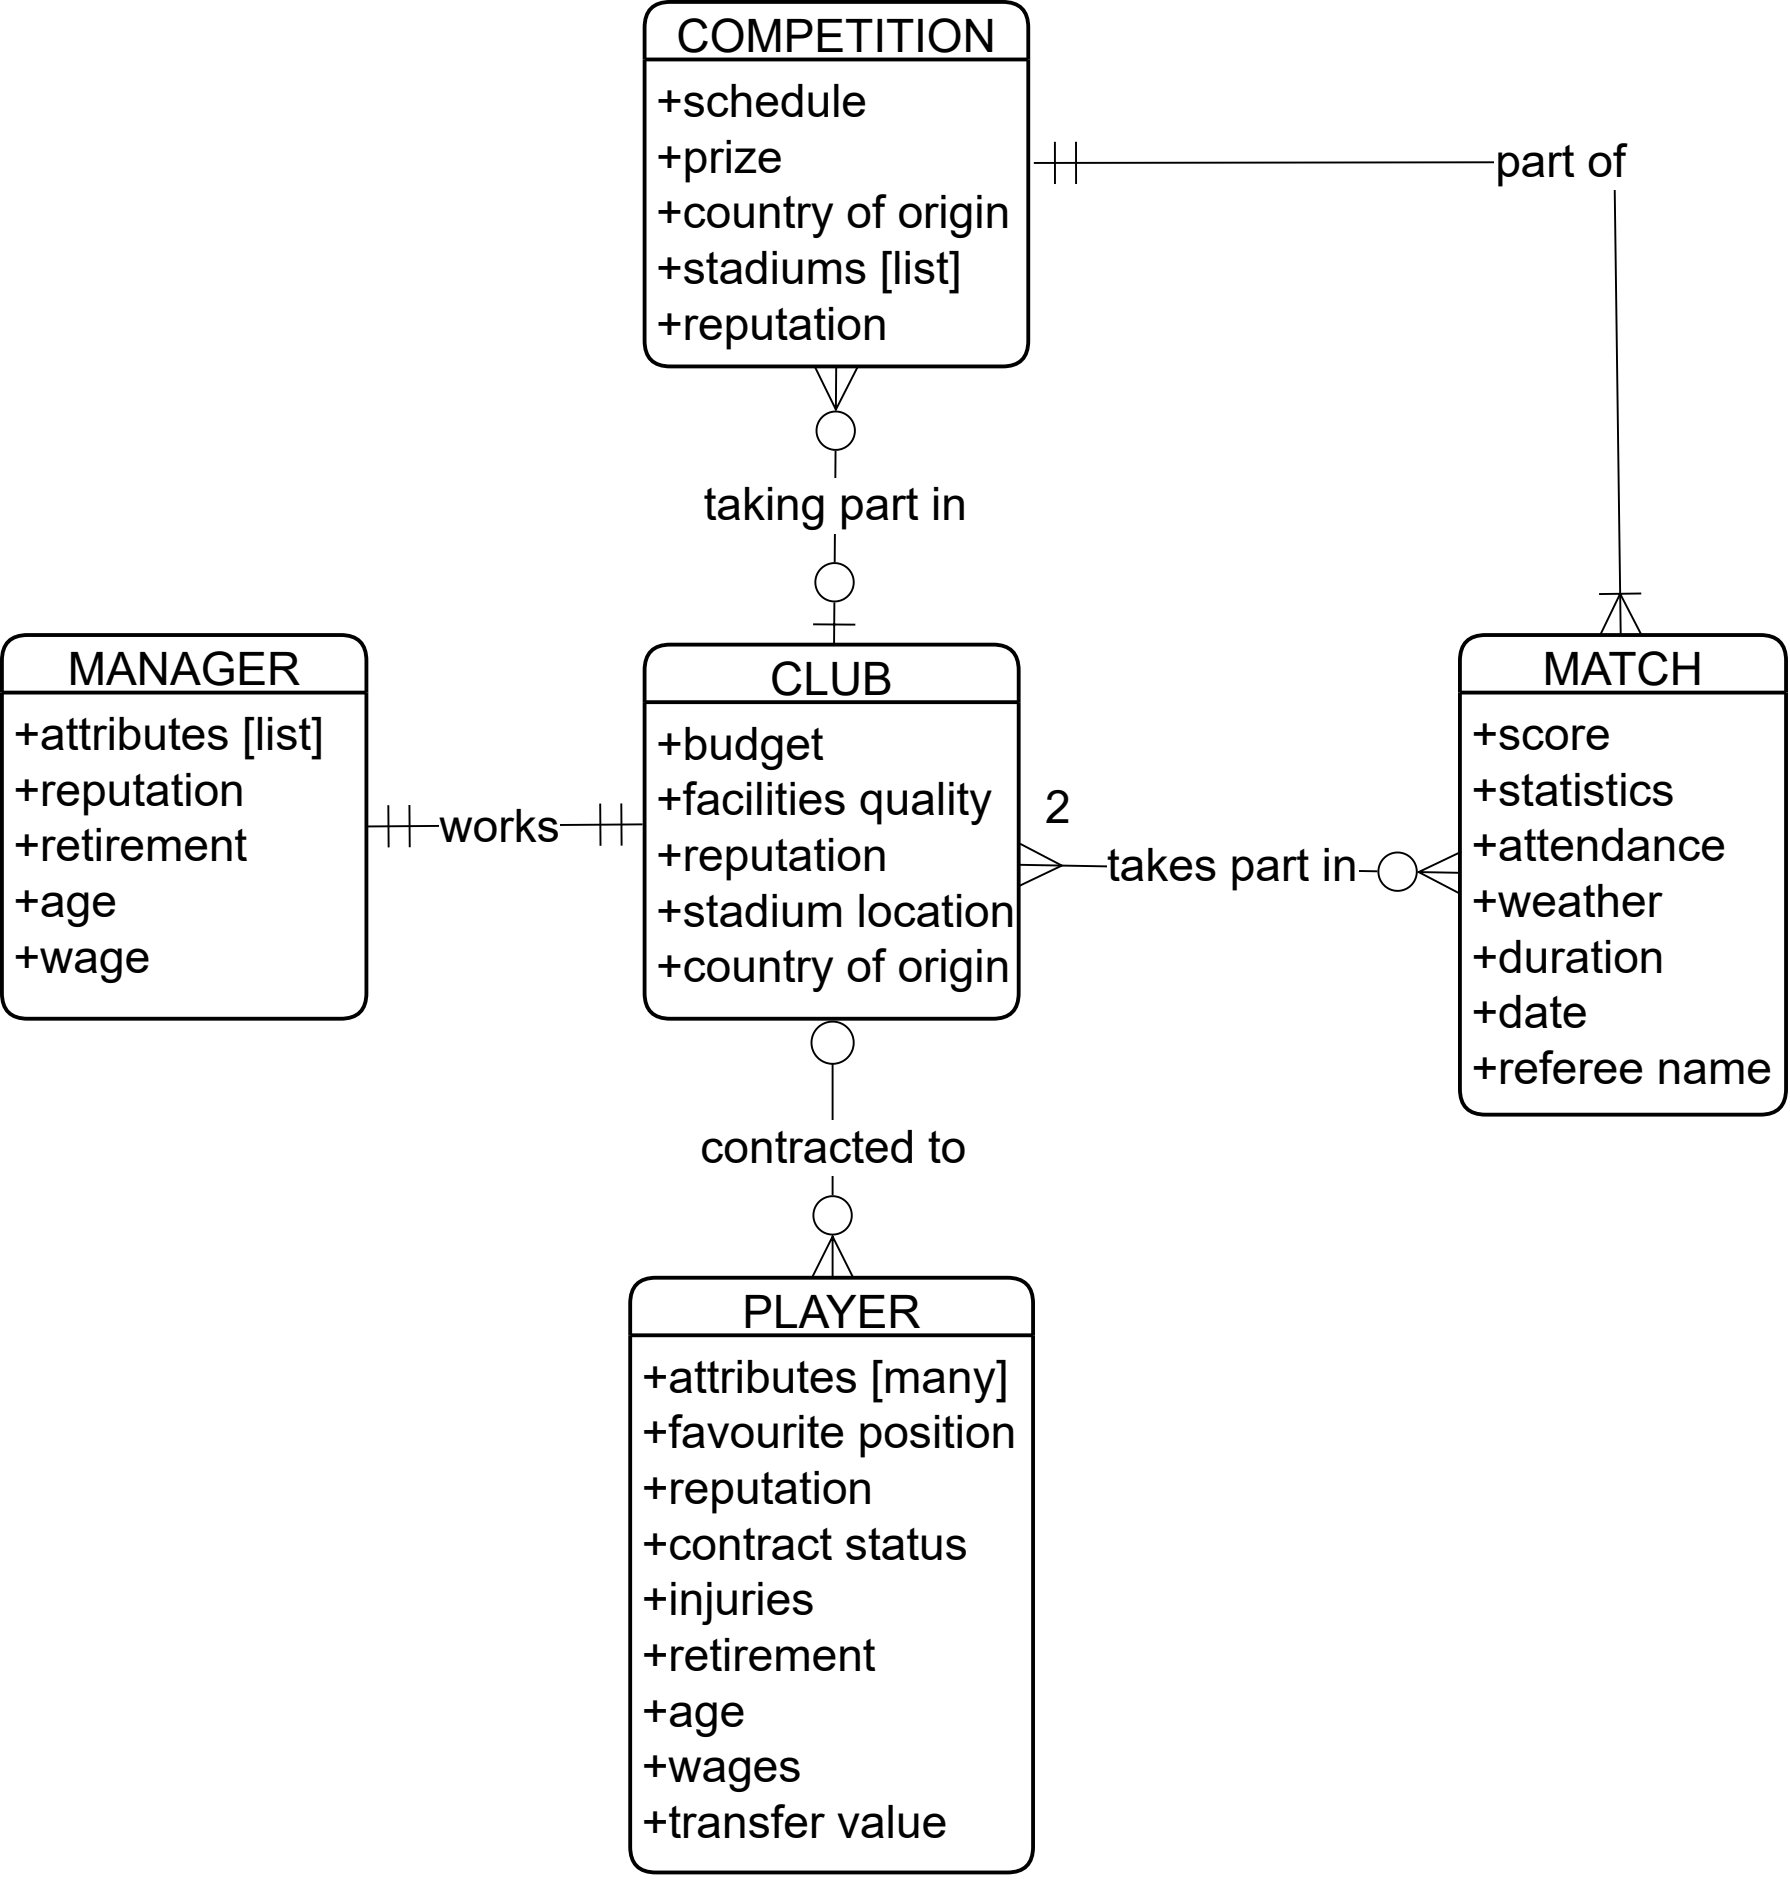 COMPETITION
+schedule
+prize
+country of origin
+stadiums [list]
+reputation
part of
taking part in
MANAGER
+attributes [list]
+reputation
+retirement
+age
+wage
works
CLUB
+budget
+facilities quality
+reputation
+stadium location
+country of origin
2
takes part in
MATCH
+score
+statistics
+attendance
+weather
+duration
+date
+referee name
contracted to
PLAYER
+attributes [many]
+favourite position
+reputation
+contract status
+injuries
+retirement
+age
+wages
+transfer value